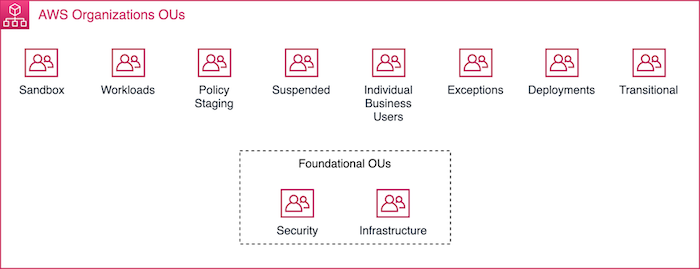 AWS Organizations OUs
Sandbox
Workloads
Policy
Staging
Suspended
Individual
Business
Users
Exceptions
Deployments
Transitional
Foundational OUs
Security
Infrastructure